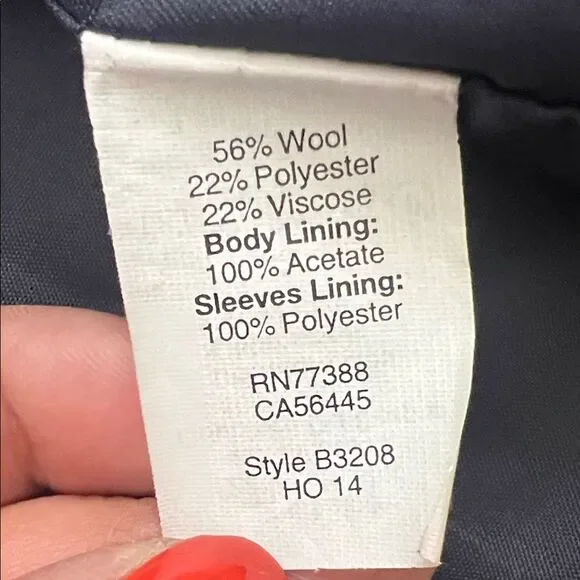 56% Wool
22% Polyester
22% Viscose
Body Lining:
100% Acetate
Sleeves Lining:
100% Polyester
RN77388
CA56445
Style B3208
HO 14